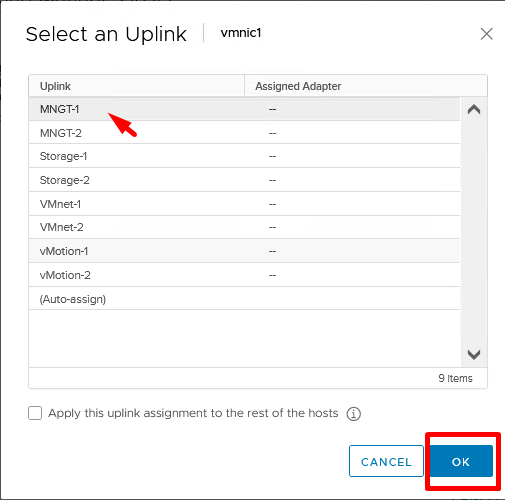 Select an Uplink vmnic1
Uplink Assigned Adapter
MNGT-1 --
MNGT-2 --
Storage-1 --
Storage-2 --
VMnet-1 --
VMnet-2 --
vMotion-1 --
vMotion-2 --
(Auto-assign)
9 Items
Apply this uplink assignment to the rest of the hosts
CANCEL OK